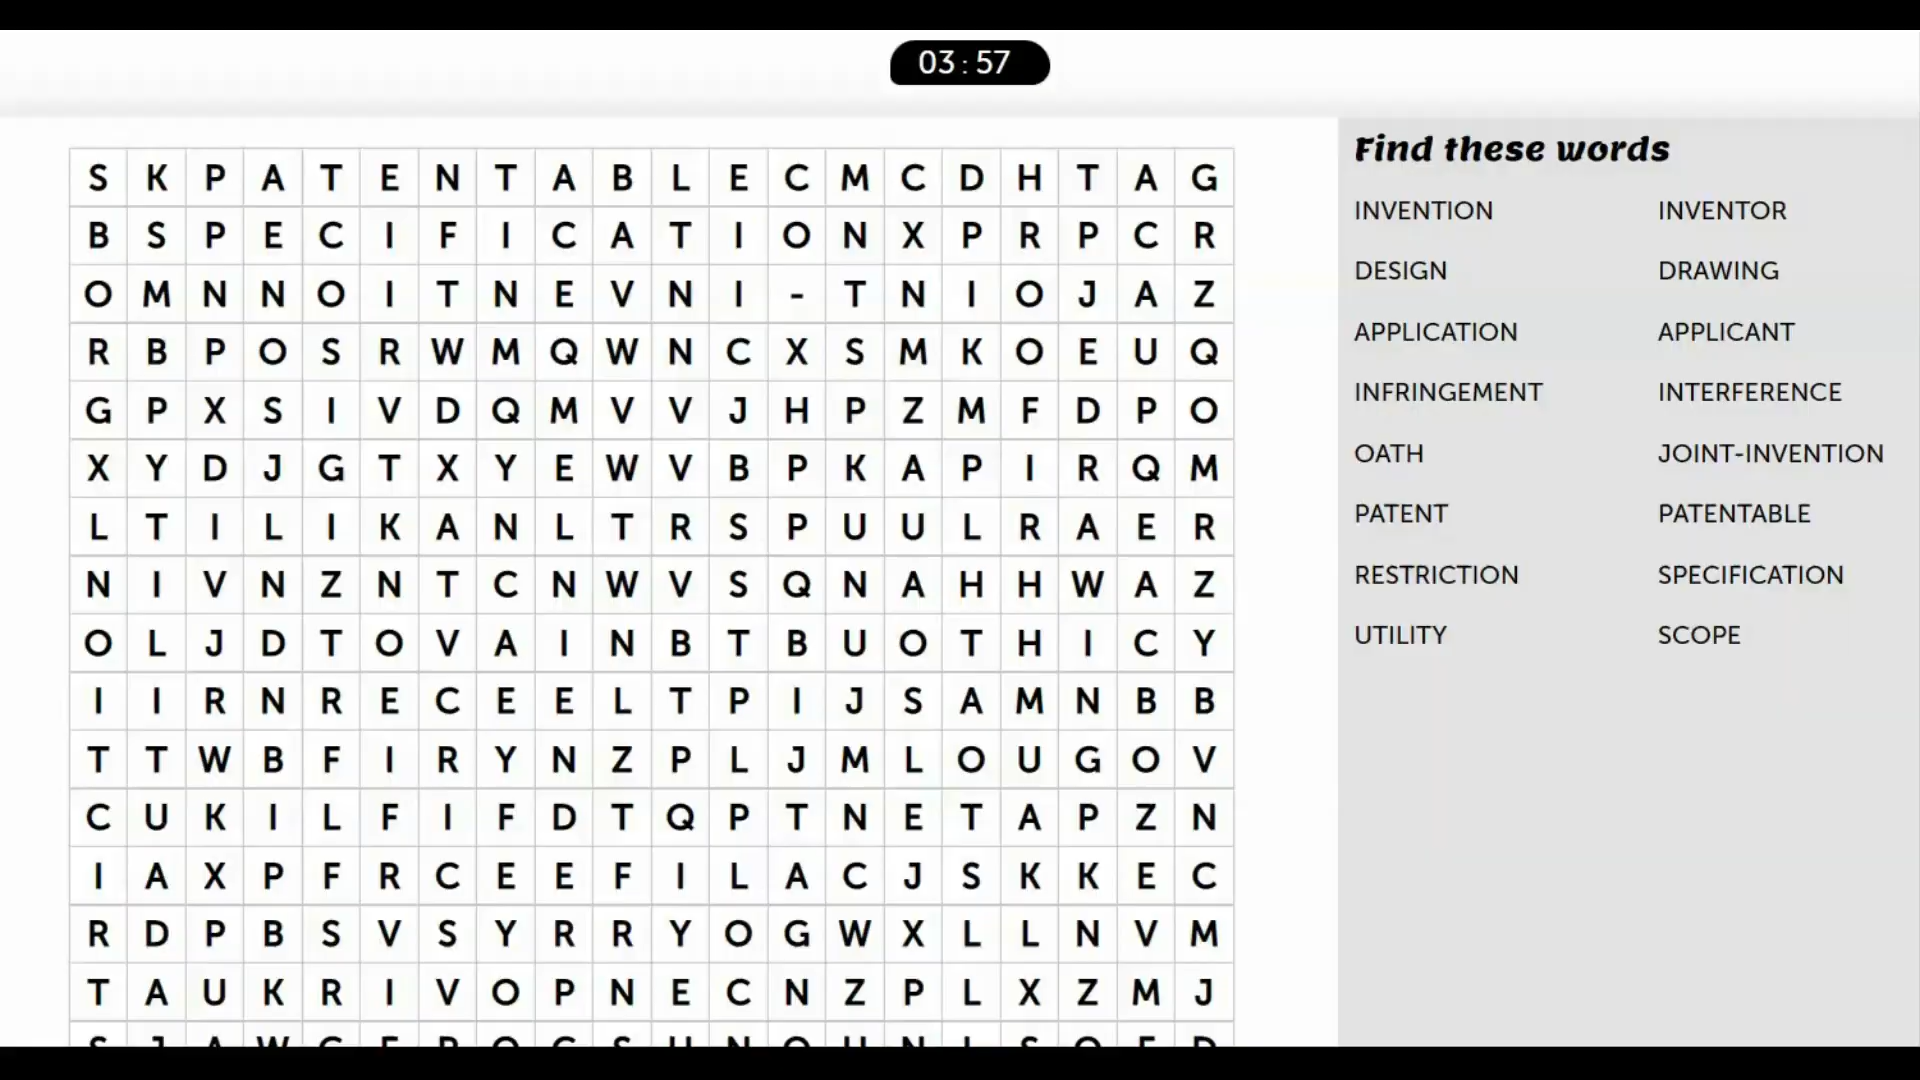 03:57
Find these words
S K P A T E N T A B L E C M C D H T A G
B S P E C I F I C A T I O N X P R P C R
O M N N O I T N E V N I - T N I O J A Z
R B P O S R W M Q W N C X S M K O E U Q
G P X S I V D Q M V V J H P Z M F D P O
X Y D J G T X Y E W V B P K A P I R Q M
L T I L I K A N L T R S P U U L R A E R
N I V N Z N T C N W V S Q N A H H W A Z
O L J D T O V A I N B T B U O T H I C Y
I I R N R E C E E L T P I J S A M N B B
T T W B F I R Y N Z P L J M L O U G O V
C U K I L F I F D T Q P T N E T A P Z N
I A X P F R C E E F I L A C J S K K E C
R D P B S V S Y R R Y O G W X L L N V M
T A U K R I V O P N E C N Z P L X Z M J
INVENTION INVENTOR
DESIGN DRAWING
APPLICATION APPLICANT
INFRINGEMENT INTERFERENCE
OATH JOINT-INVENTION
PATENT PATENTABLE
RESTRICTION SPECIFICATION
UTILITY SCOPE